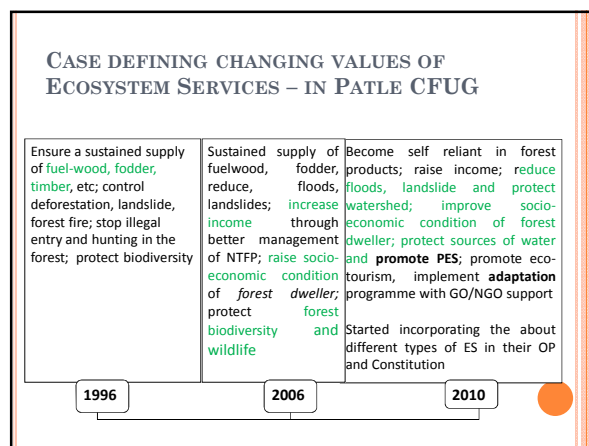 CASE DEFINING CHANGING VALUES OF
ECOSYSTEM SERVICES – IN PATLE CFUG
Ensure a sustained supply
of fuel-wood, fodder,
timber, etc; control
deforestation, landslide,
forest fire; stop illegal
entry and hunting in the
forest; protect biodiversity
Sustained supply of
fuelwood, fodder,
reduce, floods,
landslides; increase
income through
better management
of NTFP; raise socio-
economic condition
of forest dweller;
protect forest
biodiversity and
wildlife
Become self reliant in forest
products; raise income; reduce
floods, landslide and protect
watershed; improve socio-
economic condition of forest
dweller; protect sources of water
and promote PES; promote eco-
tourism, implement adaptation
programme with GO/NGO support
Started incorporating the about
different types of ES in their OP
and Constitution
1996
2006
2010